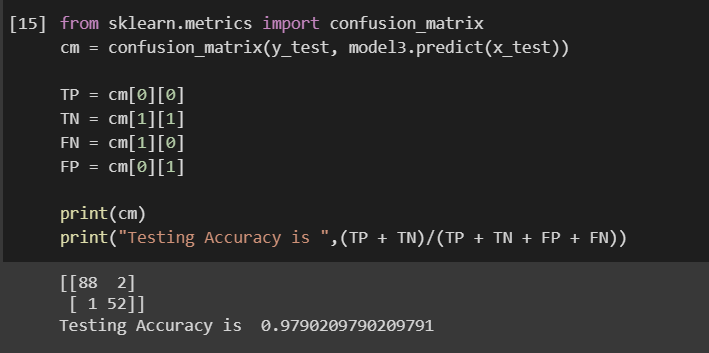 [15] from sklearn.metrics import confusion_matrix
cm = confusion_matrix(y_test, model3.predict(x_test))
TP = cm[0][0]
TN = cm[1][1]
FN = cm[1][0]
FP = cm[0][1]
print(cm)
print("Testing Accuracy is ",(TP + TN)/(TP + TN + FP + FN))
[[88  2]
 [ 1 52]]
Testing Accuracy is  0.9790209790209791